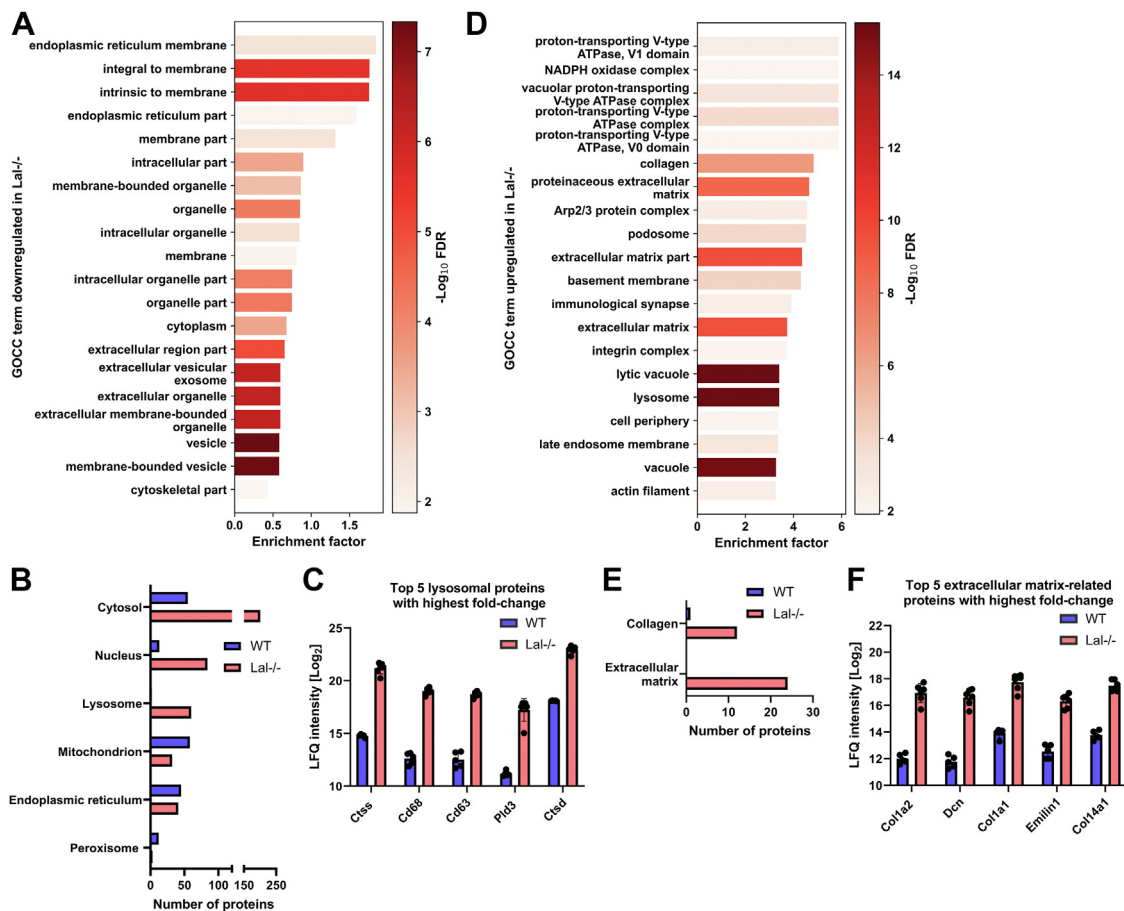 A
GOCC term downregulated in Lal-/-
endoplasmic reticulum membrane
integral to membrane
intrinsic to membrane
endoplasmic reticulum part
membrane part
intracellular part
membrane-bounded organelle
organelle
intracellular organelle
membrane
intracellular organelle part
organelle part
cytoplasm
extracellular region part
extracellular vesicular
exosome
extracellular organelle
extracellular membrane-bounded
organelle
vesicle
membrane-bounded vesicle
cytoskeletal part
0.0 0.5 1.0 1.5
Enrichment factor
7
6
5
4
3
2
-Log10 FDR
D
GOCC term upregulated in Lal-/-
proton-transporting V-type
ATPase, V1 domain
NADPH oxidase complex
vacuolar proton-transporting
V-type ATPase complex
proton-transporting V-type
ATPase complex
proton-transporting V-type
ATPase, V0 domain
collagen
proteinaceous extracellular
matrix
Arp2/3 protein complex
podosome
extracellular matrix part
basement membrane
immunological synapse
extracellular matrix
integrin complex
lytic vacuole
lysosome
cell periphery
late endosome membrane
vacuole
actin filament
0 2 4 6
Enrichment factor
14
12
10
8
6
4
2
-Log10 FDR
B
Cytosol
Nucleus
Lysosome
Mitochondrion
Endoplasmic reticulum
Peroxisome
WT
Lal-/-
0 50 100 150 250
Number of proteins
C
Top 5 lysosomal proteins
with highest fold-change
WT
Lal-/-
LFQ intensity [Log2]
25
20
15
10
Ctss Cd68 Cd63 Pld3 Ctsd
E
WT
Lal-/-
Collagen
Extracellular
matrix
0 10 20 30
Number of proteins
F
Top 5 extracellular matrix-related
proteins with highest fold-change
WT
Lal-/-
LFQ intensity [Log2]
22
20
18
16
14
12
10
Col1a2 Dcn Col1a1 Emilin1 Col14a1